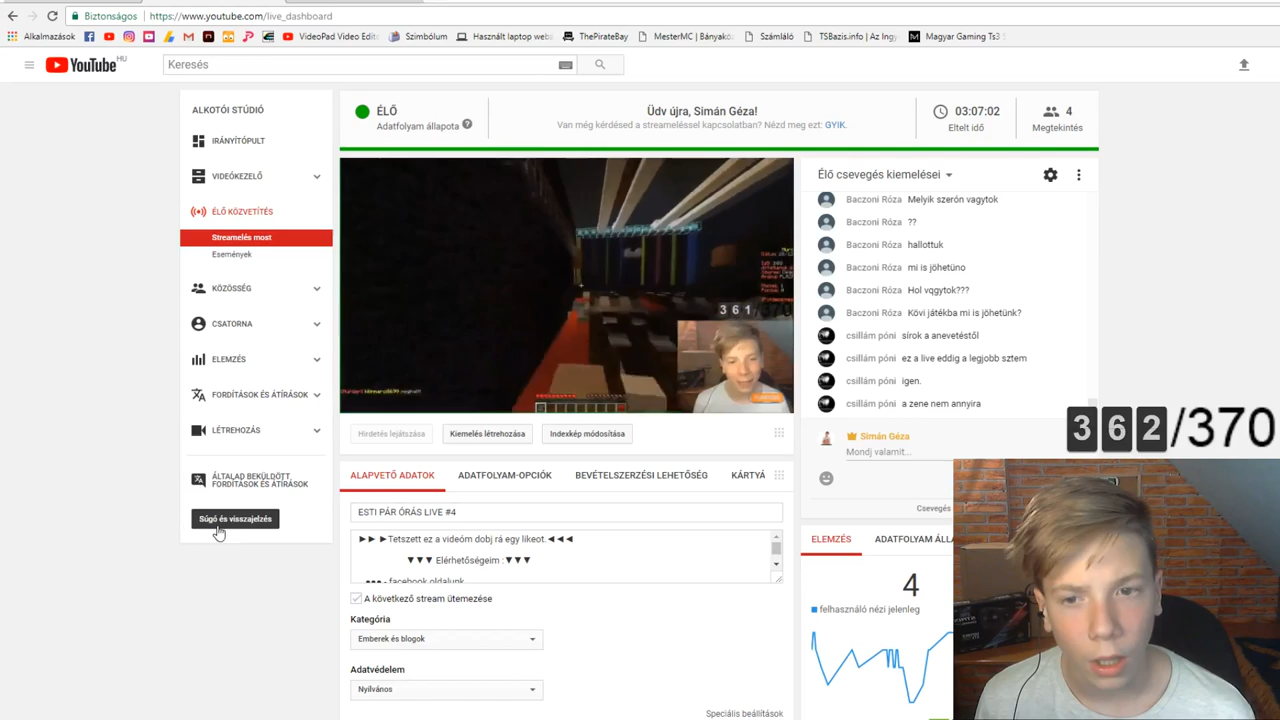 Biztonságos
https://www.youtube.com/live_dashboard
Alkalmazások
VideoPad Video Edit
Szimbólum
Használt laptop web
ThePirateBay
MesterMC | Bányak
Számláló
TSBazis.info | Az Ingy
Magyar Gaming Ts3 S
YouTube HU
Keresés
ALKOTÓI STÚDIÓ
IRÁNYÍTÓPULT
VIDEÓKEZELŐ
ÉLŐ KÖZVETÍTÉS
Streamelés most
Események
KÖZÖSSÉG
CSATORNA
ELEMZÉS
FORDÍTÁSOK ÉS ÁTÍRÁSOK
LÉTREHOZÁS
ÁLTALAD BEKÜLDÖTT
FORDÍTÁSOK ÉS ÁTÍRÁSOK
Súgó és visszajelzés
ÉLŐ
Adatfolyam állapota
Üdv újra, Simán Géza!
Van még kérdésed a streameléssel kapcsolatban? Nézd meg ezt: GYIK.
03:07:02
Eltelt idő
4
Megtekintés
361
Hirdetés lejátszása
Kiemelés létrehozása
Indexkép módosítása
ALAPVETŐ ADATOK
ADATFOLYAM-OPCIÓK
BEVÉTELSZERZÉSI LEHETŐSÉG
KÁRTYÁ
ESTI PÁR ÓRÁS LIVE #4
►► ►Tetszett ez a videóm dobj rá egy likeot.◄◄◄
▼▼▼ Elérhetőségeim :▼▼▼
●●● - facebook oldalunk
A következő stream ütemezése
Kategória
Emberek és blogok
Adatvédelem
Nyilvános
Speciális beállítások
Élő csevegés kiemelései
Baczoni Róza Melyik szerón vagytok
Baczoni Róza ??
Baczoni Róza hallottuk
Baczoni Róza mi is jöhetüno
Baczoni Róza Hol vqgytok???
Baczoni Róza Kövi játékba mi is jöhetünk?
csillám póni sírok a anevetéstől
csillám póni ez a live eddig a legjobb sztem
csillám póni igen.
csillám póni a zene nem annyira
Simán Géza
Mondj valamit...
Csevegés
362/370
ELEMZÉS
ADATFOLYAM ÁLLA
4
felhasználó nézi jelenleg